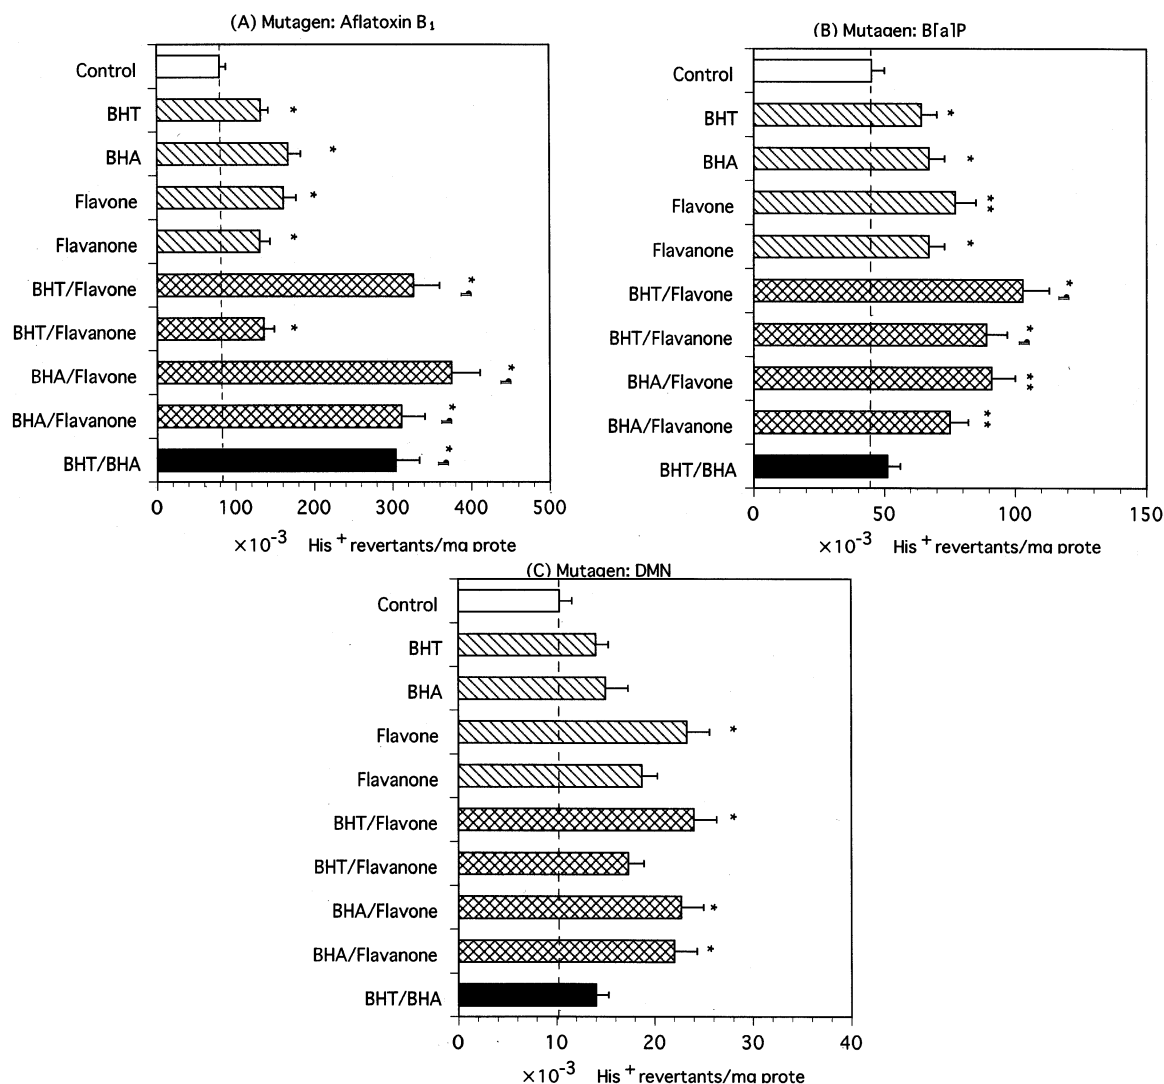 (A) Mutagen: Aflatoxin B₁
Control
BHT *
BHA *
Flavone *
Flavanone *
BHT/Flavone *
BHT/Flavanone *
BHA/Flavone *
BHA/Flavanone *
BHT/BHA *
0 100 200 300 400 500
×10⁻³ His⁺ revertants/mg prote
(B) Mutagen: B[a]P
Control
BHT *
BHA *
Flavone **
Flavanone *
BHT/Flavone *
BHT/Flavanone **
BHA/Flavone **
BHA/Flavanone **
BHT/BHA
0 50 100 150
×10⁻³ His⁺ revertants/mg prote
(C) Mutagen: DMN
Control
BHT
BHA
Flavone *
Flavanone
BHT/Flavone *
BHT/Flavanone
BHA/Flavone *
BHA/Flavanone *
BHT/BHA
0 10 20 30 40
×10⁻³ His⁺ revertants/mg prote